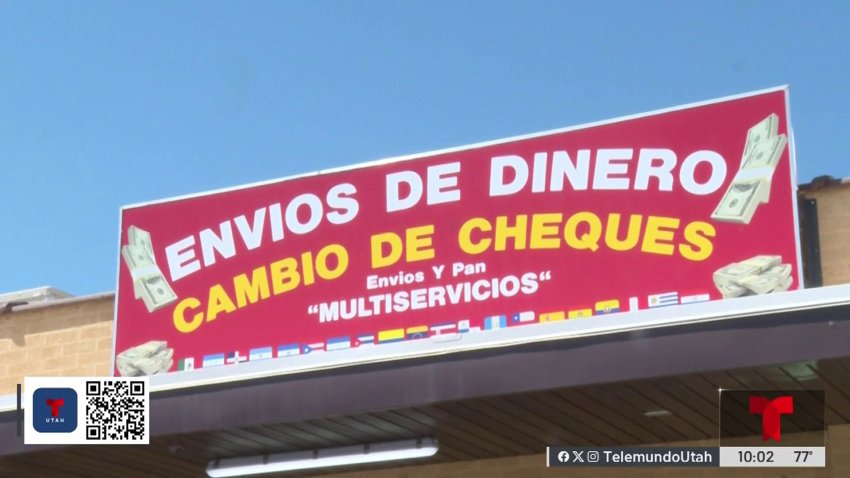 ENVIOS DE DINERO
CAMBIO DE CHEQUES
Envios Y Pan
"MULTISERVICIOS“
UTAH
TelemundoUtah
10:02 77°